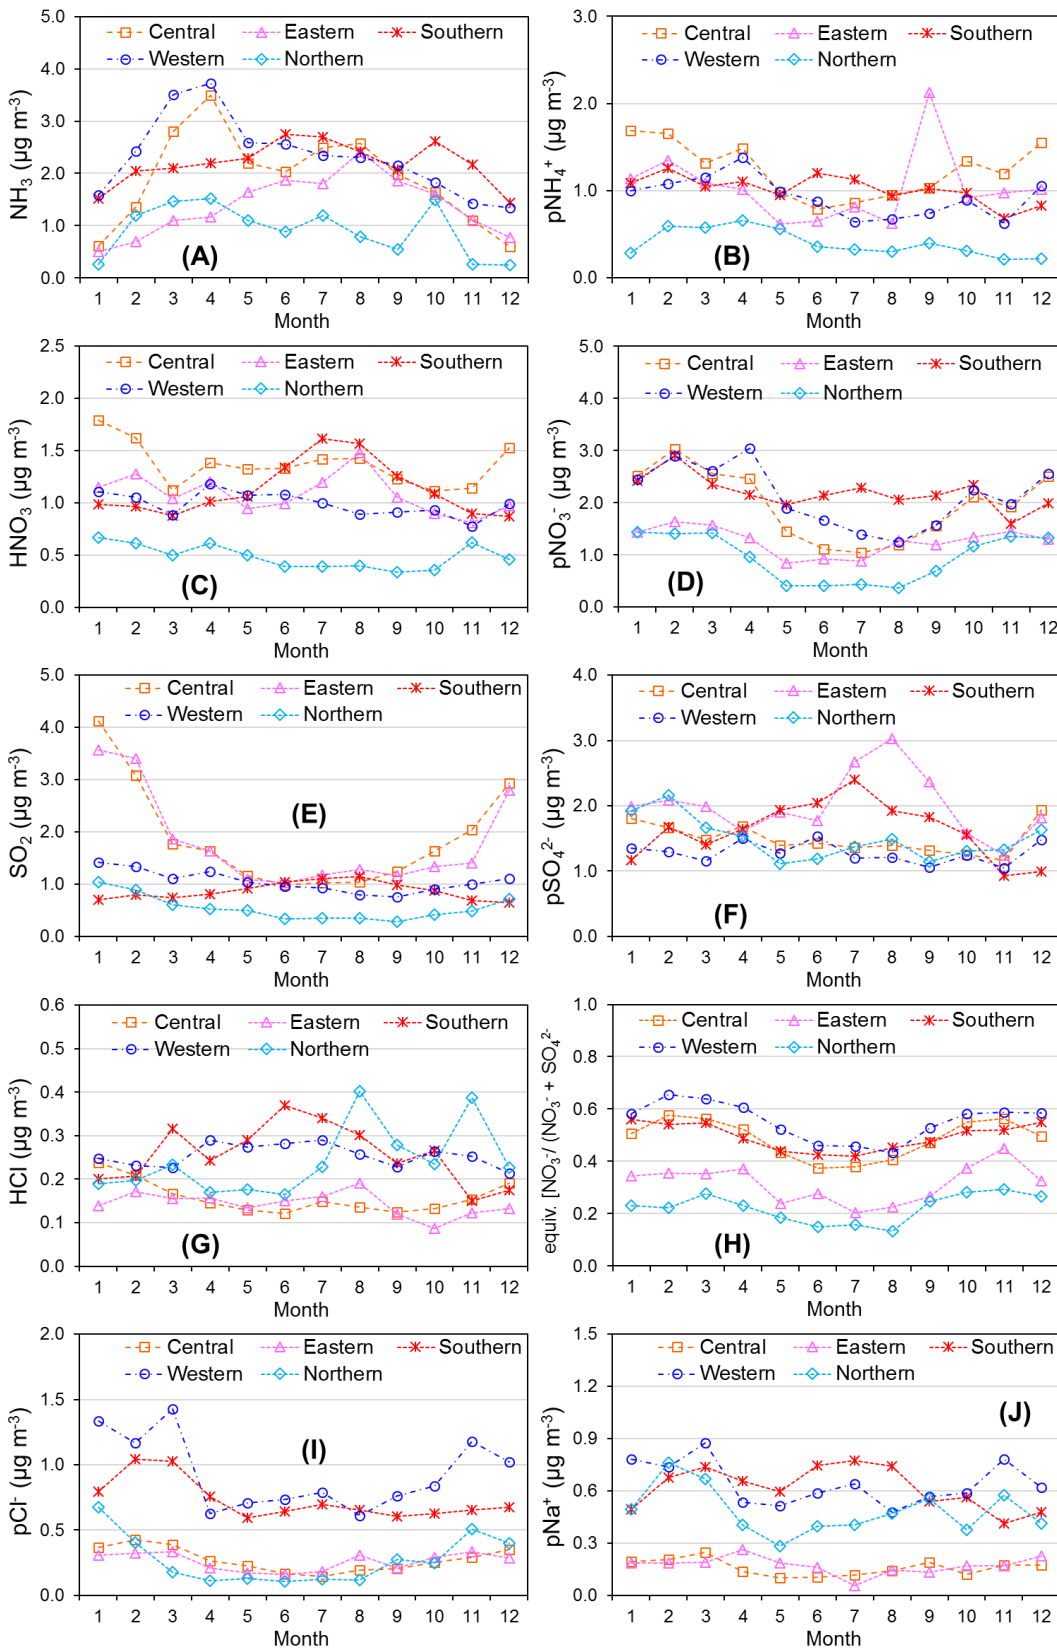 5.0
4.0
3.0
2.0
1.0
0.0
NH₃ (µg m⁻³)
Central
Eastern
Southern
Western
Northern
(A)
1 2 3 4 5 6 7 8 9 10 11 12
Month
3.0
2.0
1.0
0.0
pNH₄⁺ (µg m⁻³)
Central
Eastern
Southern
Western
Northern
(B)
1 2 3 4 5 6 7 8 9 10 11 12
Month
2.5
2.0
1.5
1.0
0.5
0.0
HNO₃ (µg m⁻³)
Central
Eastern
Southern
Western
Northern
(C)
1 2 3 4 5 6 7 8 9 10 11 12
Month
5.0
4.0
3.0
2.0
1.0
0.0
pNO₃⁻ (µg m⁻³)
Central
Eastern
Southern
Western
Northern
(D)
1 2 3 4 5 6 7 8 9 10 11 12
Month
5.0
4.0
3.0
2.0
1.0
0.0
SO₂ (µg m⁻³)
Central
Eastern
Southern
Western
Northern
(E)
1 2 3 4 5 6 7 8 9 10 11 12
Month
4.0
3.0
2.0
1.0
0.0
pSO₄²⁻ (µg m⁻³)
Central
Eastern
Southern
Western
Northern
(F)
1 2 3 4 5 6 7 8 9 10 11 12
Month
0.6
0.5
0.4
0.3
0.2
0.1
0.0
HCl (µg m⁻³)
Central
Eastern
Southern
Western
Northern
(G)
1 2 3 4 5 6 7 8 9 10 11 12
Month
1.0
0.8
0.6
0.4
0.2
0.0
equiv. [NO₃⁻/ (NO₃⁻ + SO₄²⁻
Central
Eastern
Southern
Western
Northern
(H)
1 2 3 4 5 6 7 8 9 10 11 12
Month
2.0
1.5
1.0
0.5
0.0
pCl⁻ (µg m⁻³)
Central
Eastern
Southern
Western
Northern
(I)
1 2 3 4 5 6 7 8 9 10 11 12
Month
1.5
1.2
0.9
0.6
0.3
0.0
pNa⁺ (µg m⁻³)
Central
Eastern
Southern
Western
Northern
(J)
1 2 3 4 5 6 7 8 9 10 11 12
Month